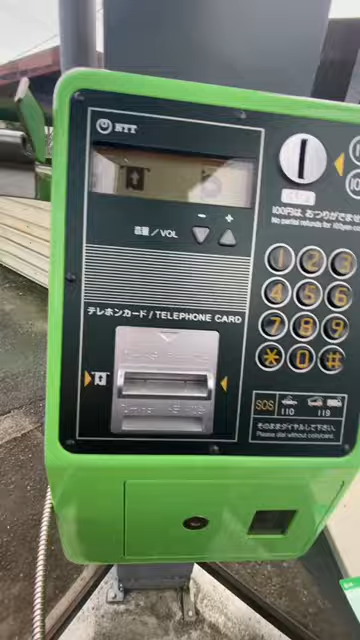 NTT
音量／VOL
－ ＋
100円は、おつりがでませ
No partial refunds for 100yen co
テレホンカード/TELEPHONE CARD
1 2 3
4 5 6
7 8 9
* 0 #
SOS 110 119
そのままダイヤルして下さい。
Please dial without coin/card.